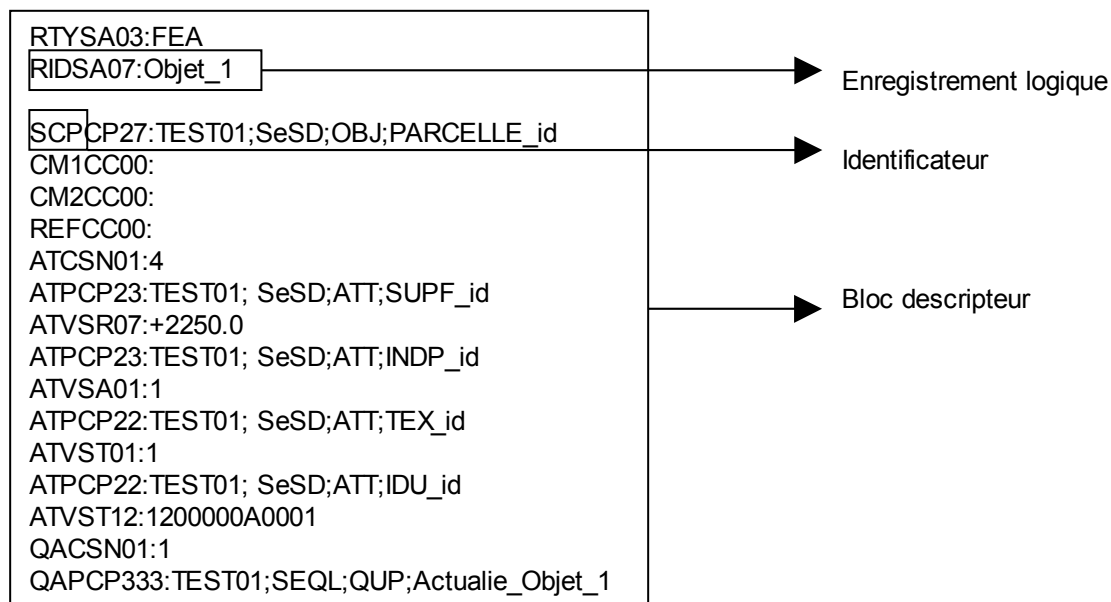 RTYSA03:FEA
RIDSA07:Objet_1
Enregistrement logique
SCPCP27:TEST01;SeSD;OBJ;PARCELLE_id
Identificateur
CM1CC00:
CM2CC00:
REFCC00:
ATCSN01:4
ATPCP23:TEST01; SeSD;ATT;SUPF_id
Bloc descripteur
ATVSR07:+2250.0
ATPCP23:TEST01; SeSD;ATT;INDP_id
ATVSA01:1
ATPCP22:TEST01; SeSD;ATT;TEX_id
ATVST01:1
ATPCP22:TEST01; SeSD;ATT;IDU_id
ATVST12:1200000A0001
QACSN01:1
QAPCP333:TEST01;SEQL;QUP;Actualie_Objet_1